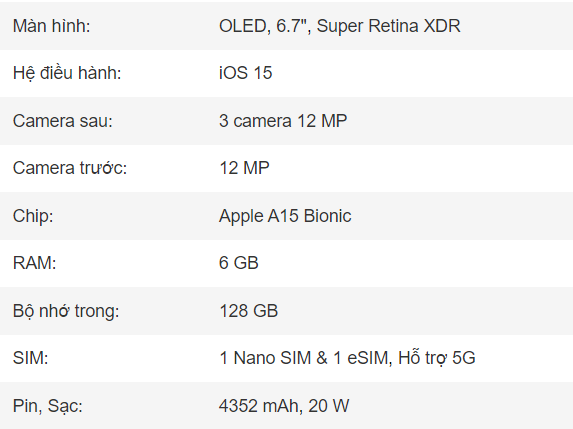 Màn hình: OLED, 6.7", Super Retina XDR
Hệ điều hành: iOS 15
Camera sau: 3 camera 12 MP
Camera trước: 12 MP
Chip: Apple A15 Bionic
RAM: 6 GB
Bộ nhớ trong: 128 GB
SIM: 1 Nano SIM & 1 eSIM, Hỗ trợ 5G
Pin, Sạc: 4352 mAh, 20 W